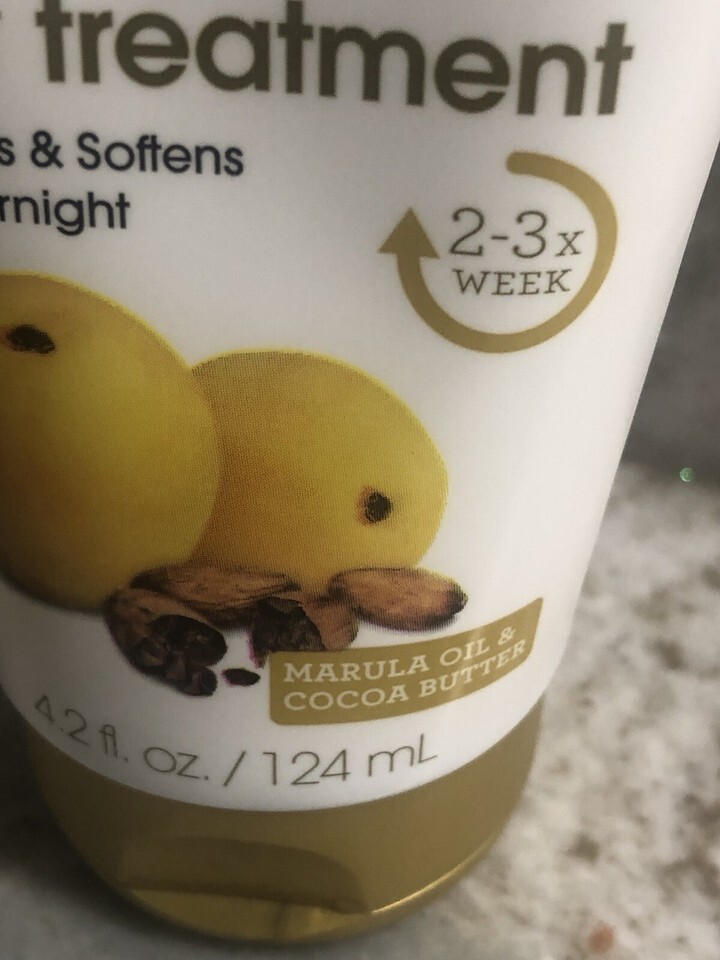 treatment
s & Softens
rnight
2-3x
WEEK
MARULA OIL &
COCOA BUTTER
4.2 fl. oz. / 124 mL